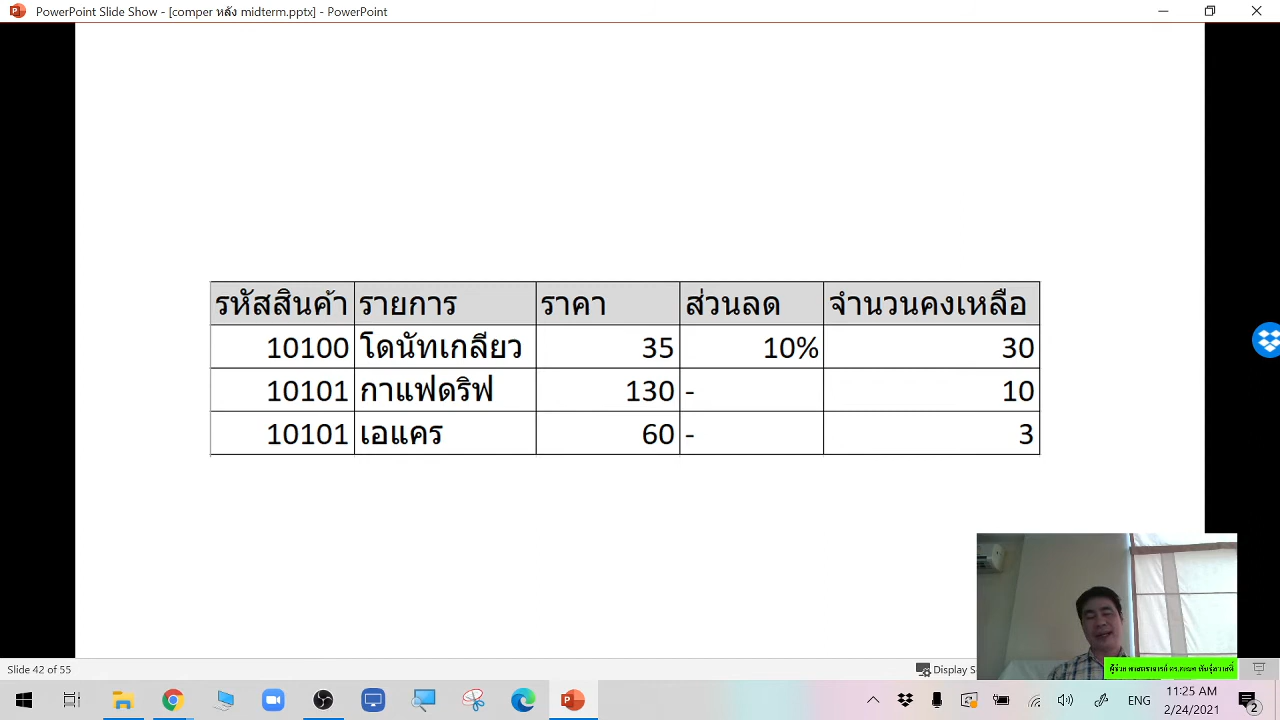 PowerPoint Slide Show - [comper หลัง midterm.pptx] - PowerPoint
รหัสสินค้า รายการ ราคา ส่วนลด จำนวนคงเหลือ
10100 โดนัทเกลียว 35 10% 30
10101 กาแฟดริฟ 130 - 10
10101 เอแคร 60 - 3
Slide 42 of 55
Display S
ENG
11:25 AM
2/24/2021
2